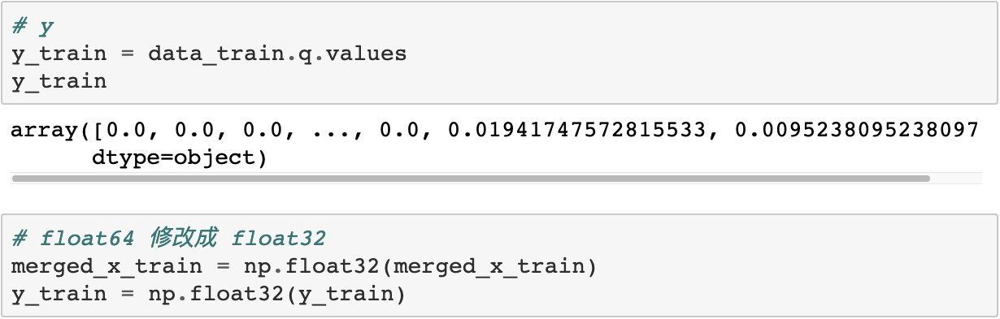 # y
y_train = data_train.q.values
y_train
array([0.0, 0.0, 0.0, ..., 0.0, 0.01941747572815533, 0.0095238095238097
dtype=object)
# float64 修改成 float32
merged_x_train = np.float32(merged_x_train)
y_train = np.float32(y_train)